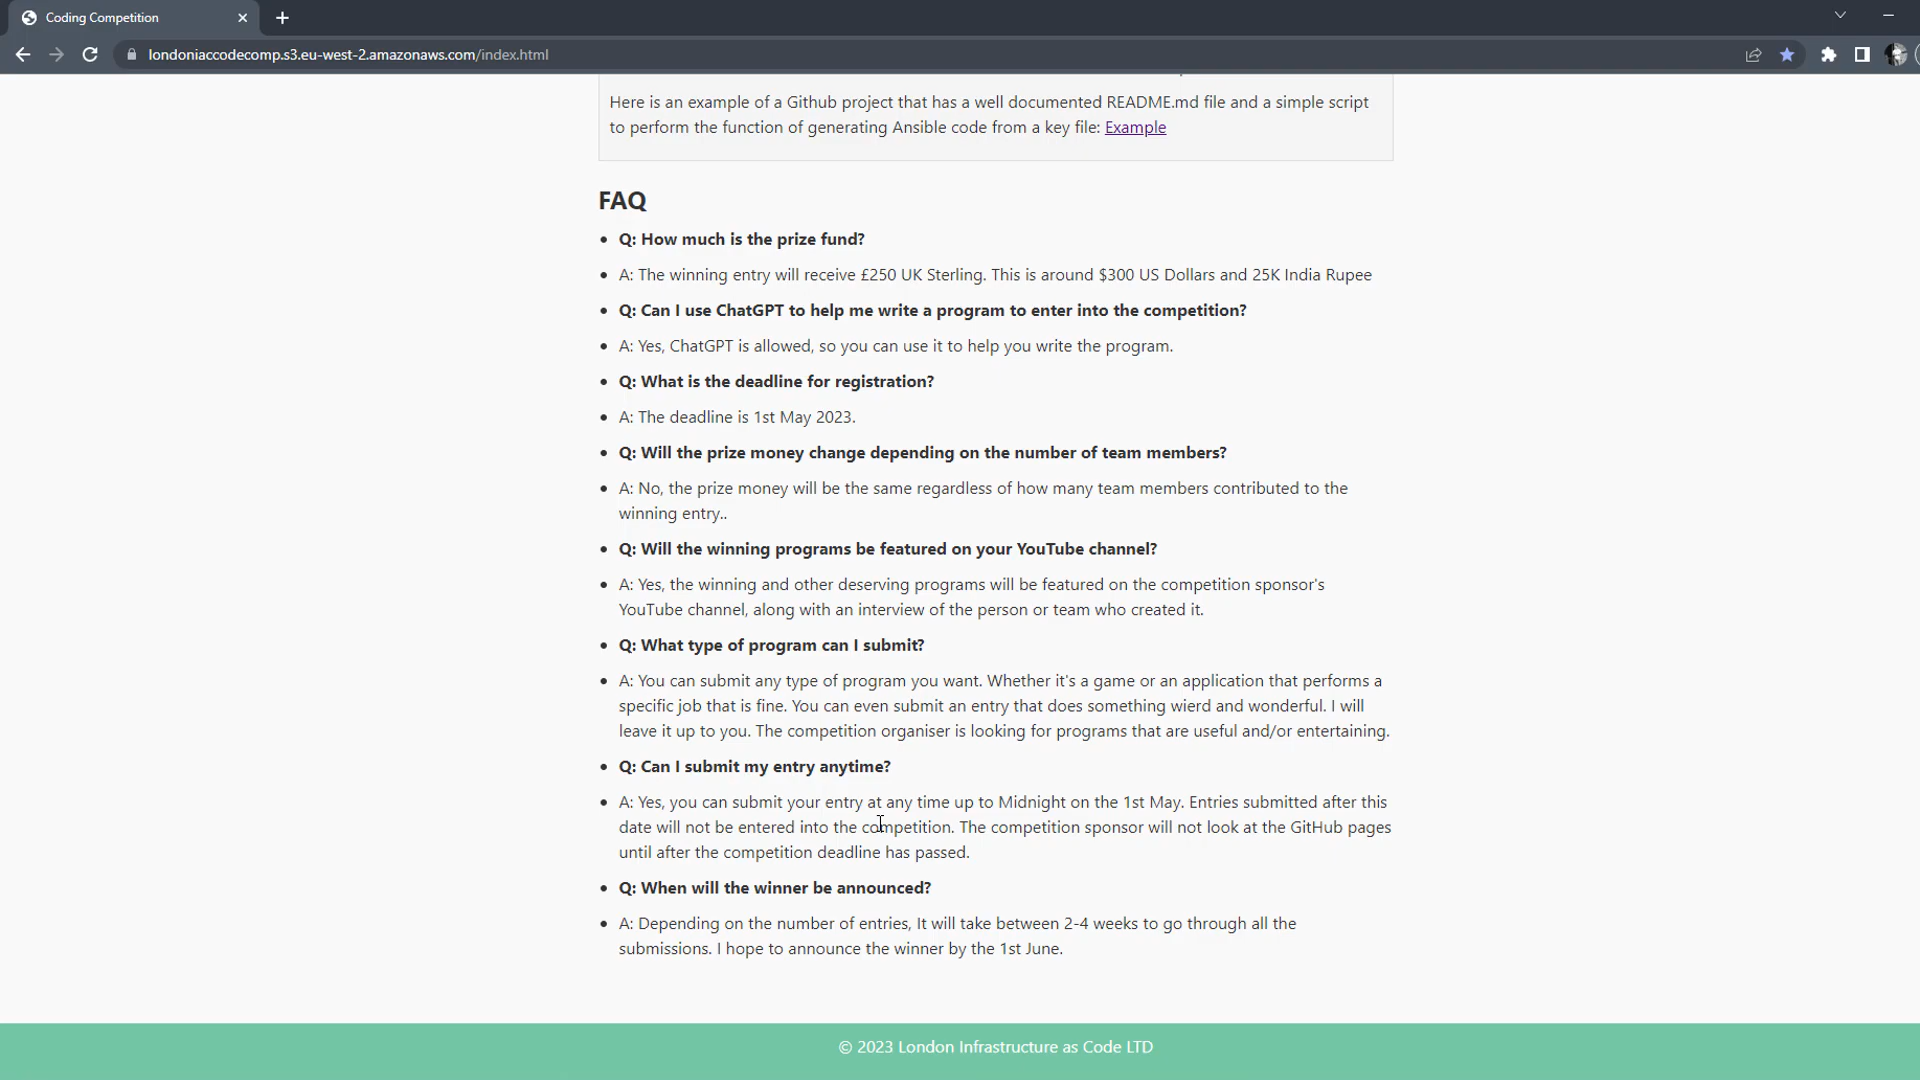 Coding Competition
londoniaccodecomp.s3.eu-west-2.amazonaws.com/index.html
Here is an example of a Github project that has a well documented README.md file and a simple script
to perform the function of generating Ansible code from a key file: Example
FAQ
Q: How much is the prize fund?
A: The winning entry will receive £250 UK Sterling. This is around $300 US Dollars and 25K India Rupee
Q: Can I use ChatGPT to help me write a program to enter into the competition?
A: Yes, ChatGPT is allowed, so you can use it to help you write the program.
Q: What is the deadline for registration?
A: The deadline is 1st May 2023.
Q: Will the prize money change depending on the number of team members?
A: No, the prize money will be the same regardless of how many team members contributed to the
winning entry..
Q: Will the winning programs be featured on your YouTube channel?
A: Yes, the winning and other deserving programs will be featured on the competition sponsor's
YouTube channel, along with an interview of the person or team who created it.
Q: What type of program can I submit?
A: You can submit any type of program you want. Whether it's a game or an application that performs a
specific job that is fine. You can even submit an entry that does something wierd and wonderful. I will
leave it up to you. The competition organiser is looking for programs that are useful and/or entertaining.
Q: Can I submit my entry anytime?
A: Yes, you can submit your entry at any time up to Midnight on the 1st May. Entries submitted after this
date will not be entered into the competition. The competition sponsor will not look at the GitHub pages
until after the competition deadline has passed.
Q: When will the winner be announced?
A: Depending on the number of entries, It will take between 2-4 weeks to go through all the
submissions. I hope to announce the winner by the 1st June.
© 2023 London Infrastructure as Code LTD